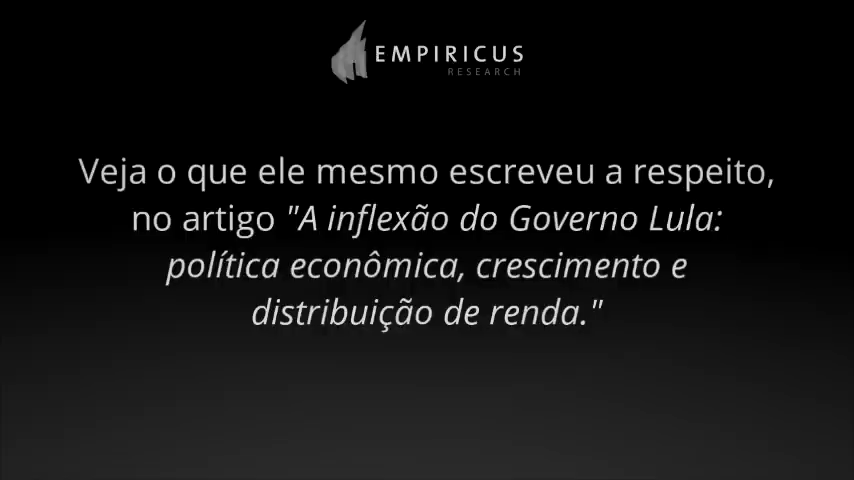 EMPIRICUS
RESEARCH
Veja o que ele mesmo escreveu a respeito,
no artigo "A inflexão do Governo Lula:
política econômica, crescimento e
distribuição de renda."